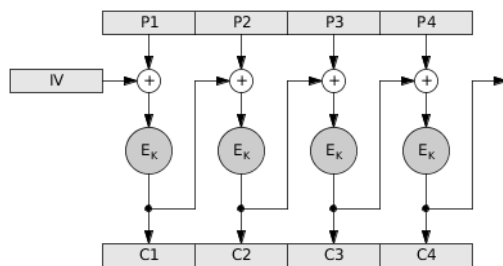 P1 P2 P3 P4
IV + + + +
E_K E_K E_K E_K
C1 C2 C3 C4